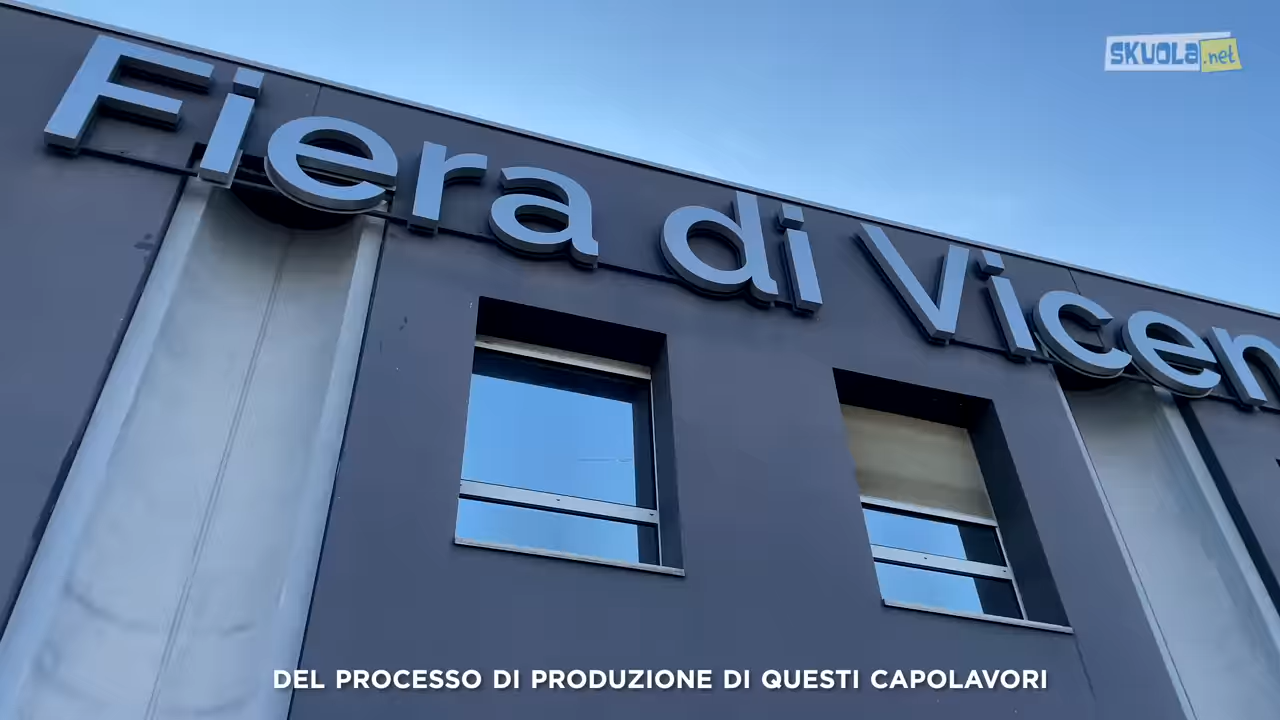 SKUOLA.net
Fiera di Vicen
DEL PROCESSO DI PRODUZIONE DI QUESTI CAPOLAVORI